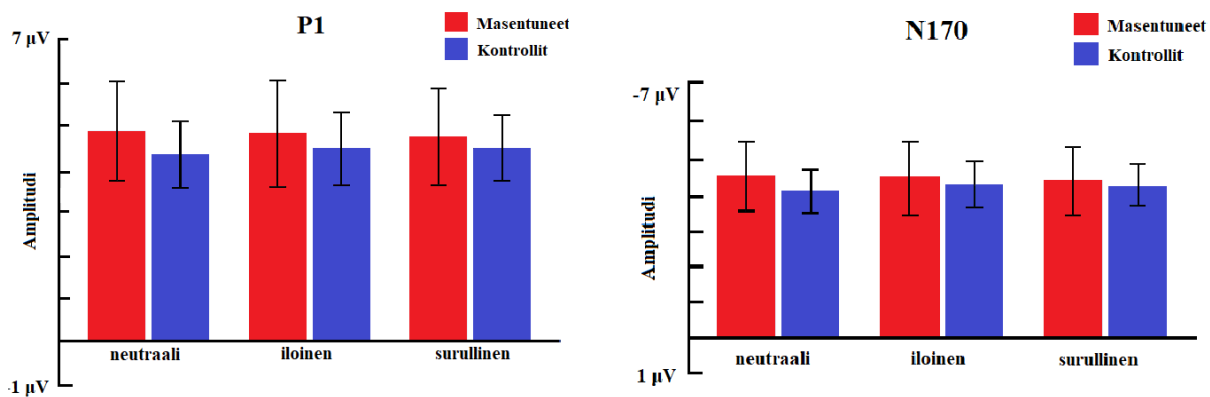 P1
Masentuneet
Kontrollit
7 µV
Amplitudi
-1 µV
neutraali
iloinen
surullinen
N170
Masentuneet
Kontrollit
-7 µV
Amplitudi
1 µV
neutraali
iloinen
surullinen